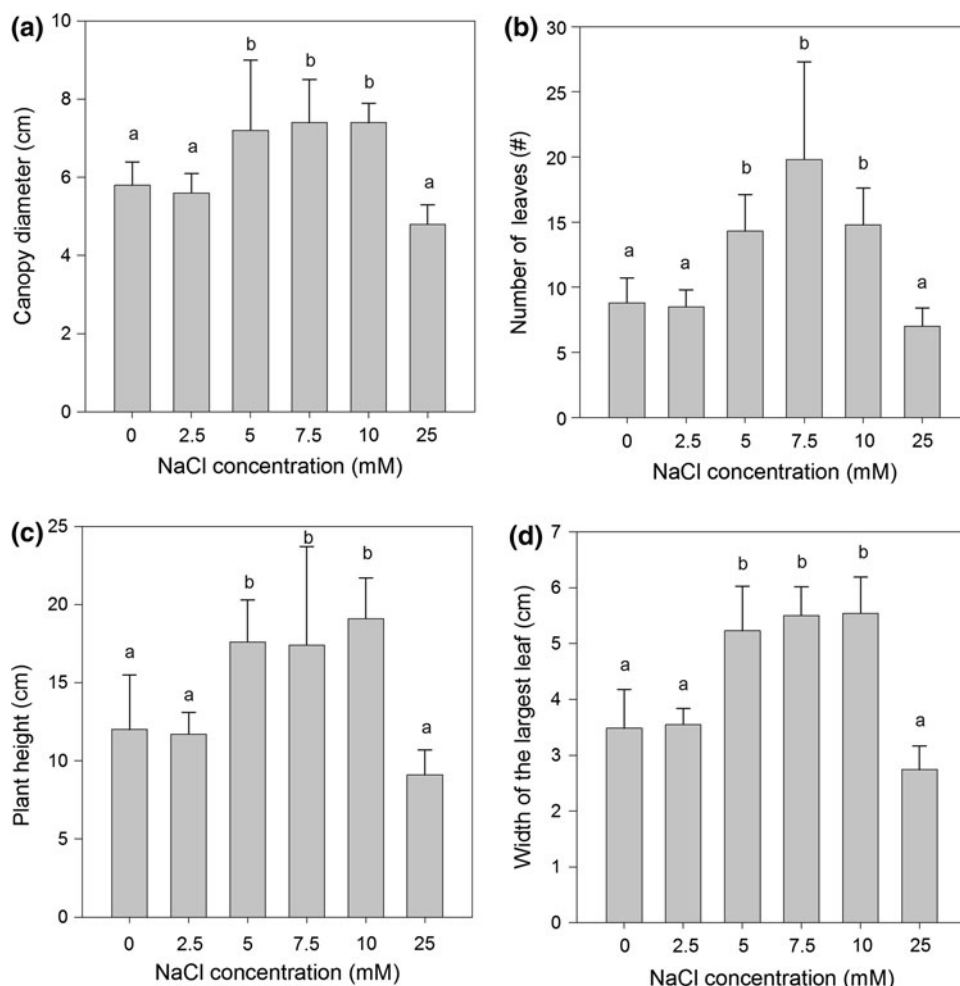 (a)
Canopy diameter (cm)
10
8
6
4
2
0
a a b b b a
0 2.5 5 7.5 10 25
NaCl concentration (mM)
(b)
Number of leaves (#)
30
25
20
15
10
5
0
a a b b b a
0 2.5 5 7.5 10 25
NaCl concentration (mM)
(c)
Plant height (cm)
25
20
15
10
5
0
a a b b b a
0 2.5 5 7.5 10 25
NaCl concentration (mM)
(d)
Width of the largest leaf (cm)
7
6
5
4
3
2
1
0
a a b b b a
0 2.5 5 7.5 10 25
NaCl concentration (mM)